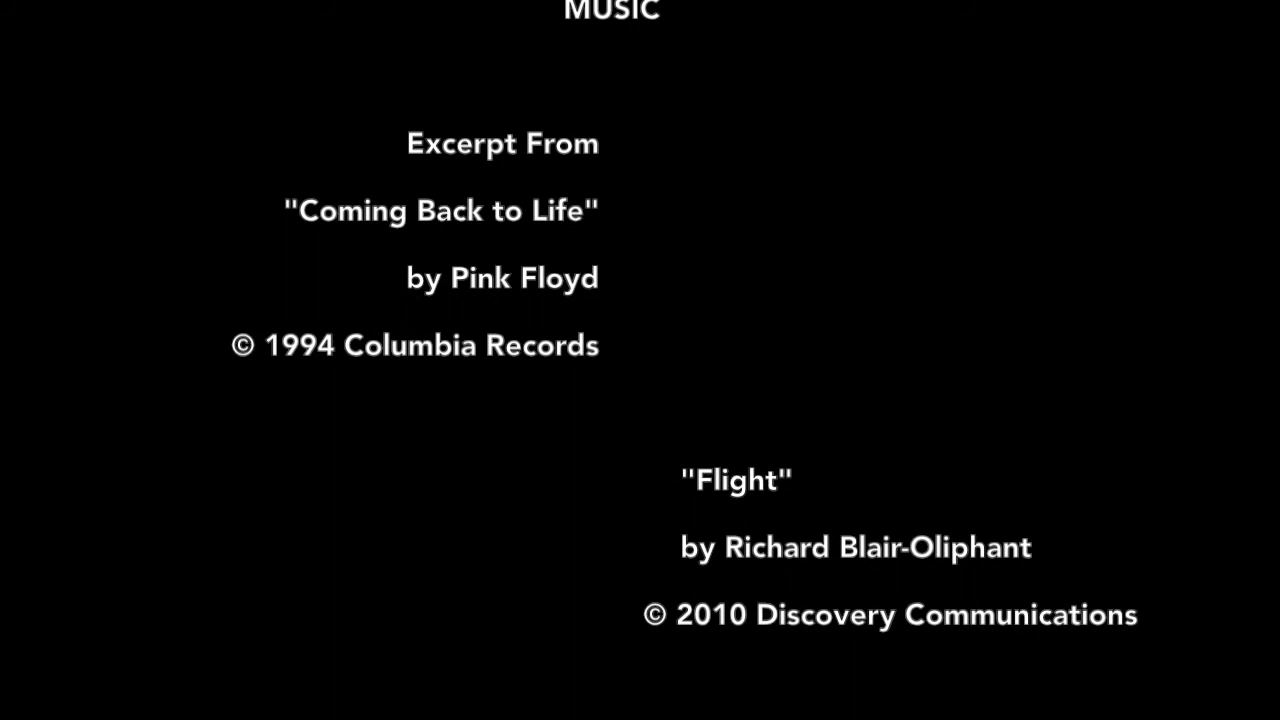 MUSIC
Excerpt From
"Coming Back to Life"
by Pink Floyd
© 1994 Columbia Records
"Flight"
by Richard Blair-Oliphant
© 2010 Discovery Communications